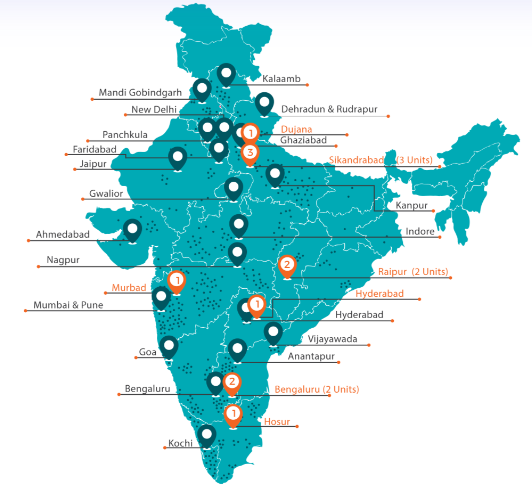 Kalaamb
Mandi Gobindgarh
New Delhi
Dehradun & Rudrapur
Panchkula
1
Dujana
Ghaziabad
Faridabad
3
Sikandrabad (3 Units)
Jaipur
Gwalior
Kanpur
Ahmedabad
Indore
Nagpur
2
Raipur (2 Units)
Murbad
1
Hyderabad
Mumbai & Pune
1
Hyderabad
Vijayawada
Goa
Anantapur
Bengaluru
2
Bengaluru (2 Units)
1
Hosur
Kochi